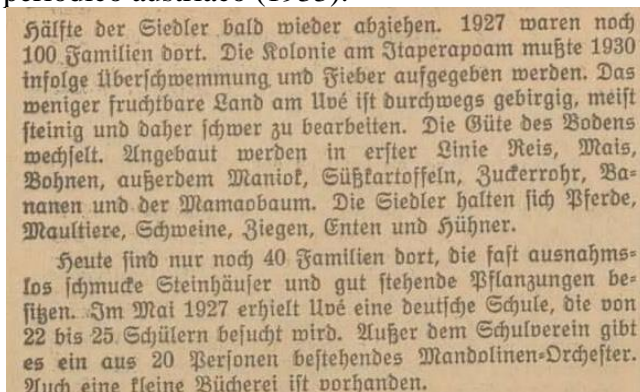 periódico austríaco (1933).
Hälfte der Siedler bald wieder abziehen. 1927 waren noch
100 Familien dort. Die Kolonie am Itaperapoam mußte 1930
infolge Überschwemmung und Fieber aufgegeben werden. Das
weniger fruchtbare Land am Uvé ist durchwegs gebirgig, meist
steinig und daher schwer zu bearbeiten. Die Güte des Bodens
wechselt. Angebaut werden in erster Linie Reis, Mais,
Bohnen, außerdem Maniok, Süßkartoffeln, Zuckerrohr, Ba-
nanen und der Mamaobaum. Die Siedler halten sich Pferde,
Maultiere, Schweine, Ziegen, Enten und Hühner.
Heute sind nur noch 40 Familien dort, die fast ausnahms-
los schmucke Steinhäuser und gut stehende Pflanzungen be-
sitzen. Im Mai 1927 erhielt Uvé eine deutsche Schule, die von
22 bis 25 Schülern besucht wird. Außer dem Schulverein gibt
es ein aus 20 Personen bestehendes Mandolinen-Orchester.
Auch eine kleine Bücherei ist vorhanden.